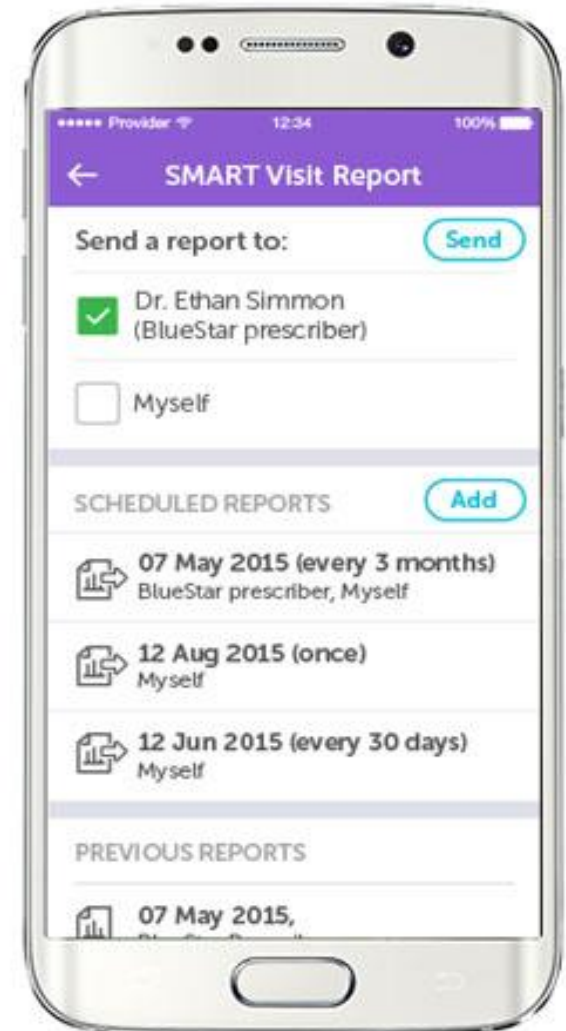 Provider 12:34 100%
SMART Visit Report
Send a report to: Send
Dr. Ethan Simmon
(BlueStar prescriber)
Myself
SCHEDULED REPORTS Add
07 May 2015 (every 3 months)
BlueStar prescriber, Myself
12 Aug 2015 (once)
Myself
12 Jun 2015 (every 30 days)
Myself
PREVIOUS REPORTS
07 May 2015,